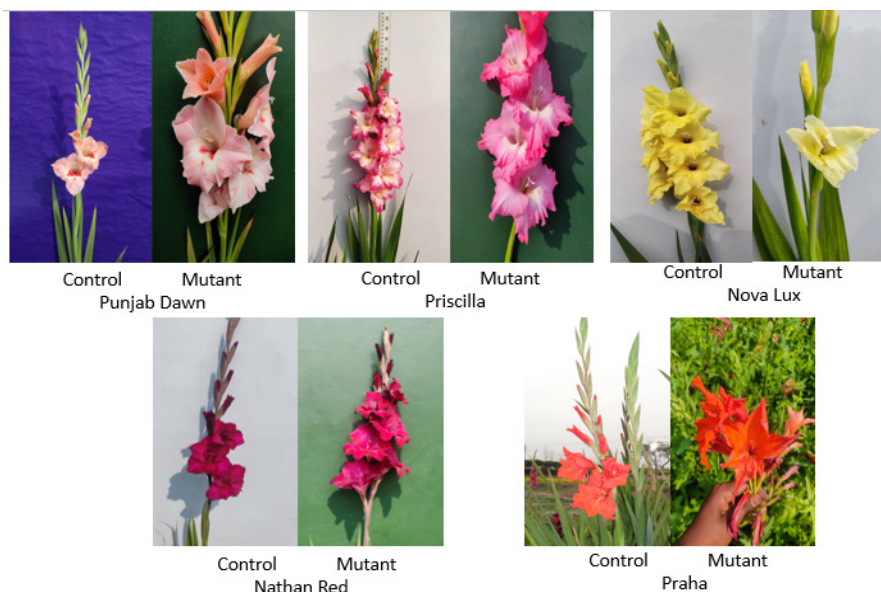 Control Mutant
Punjab Dawn
Control Mutant
Priscilla
Control Mutant
Nova Lux
Control Mutant
Nathan Red
Control Mutant
Praha